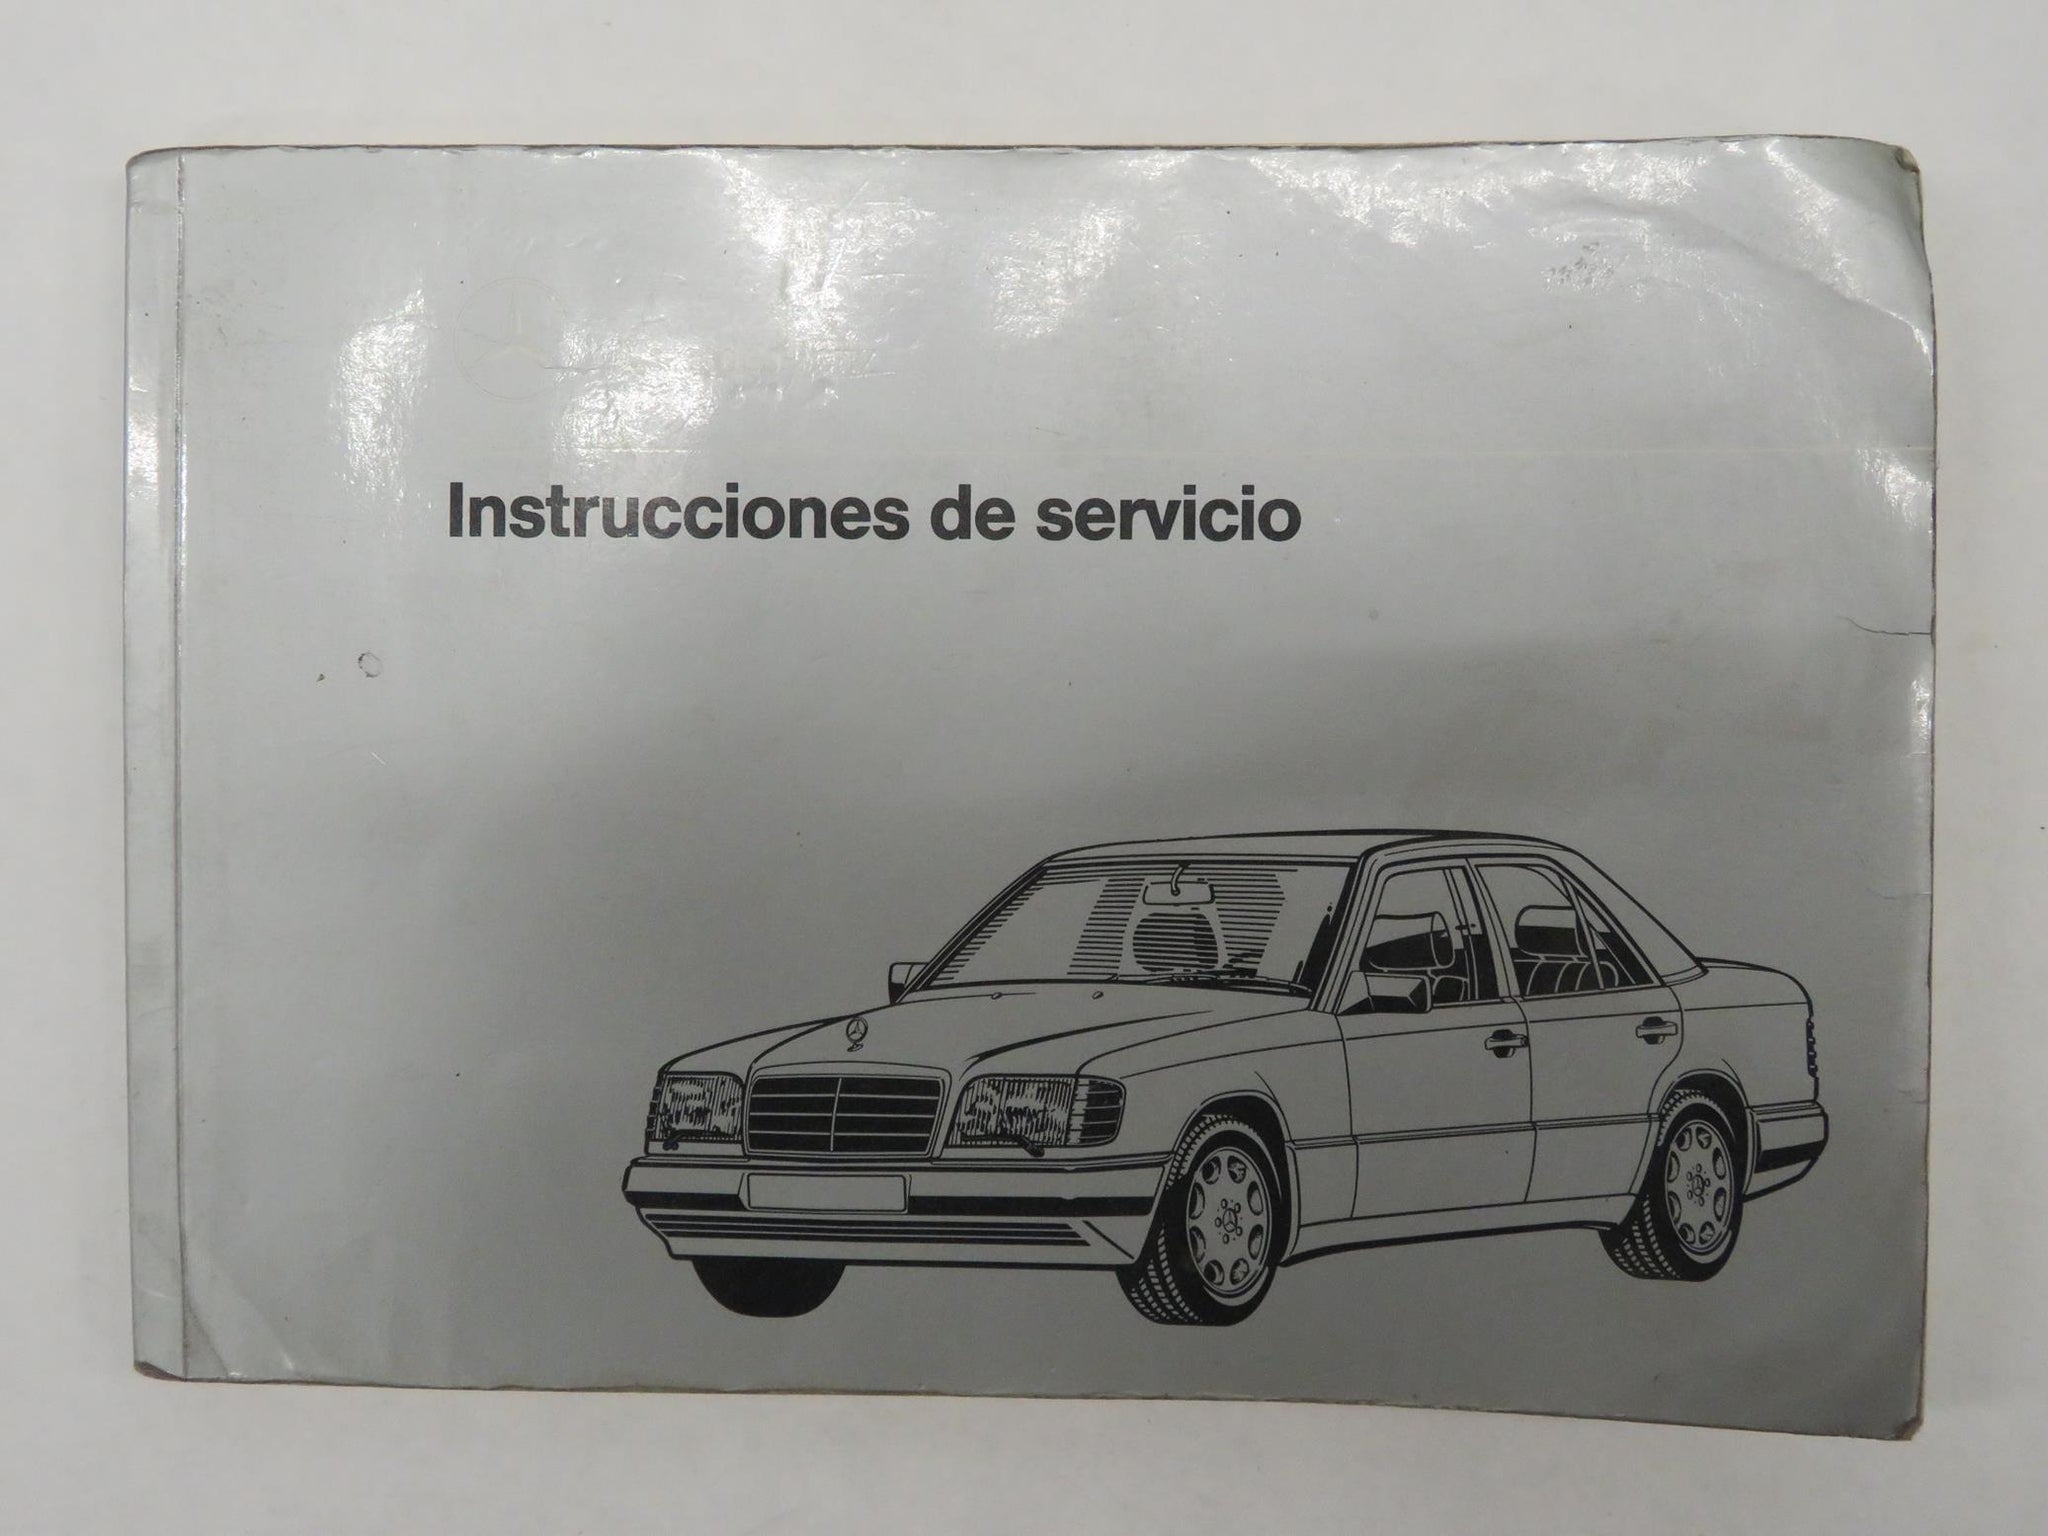 Instrucciones de servicio